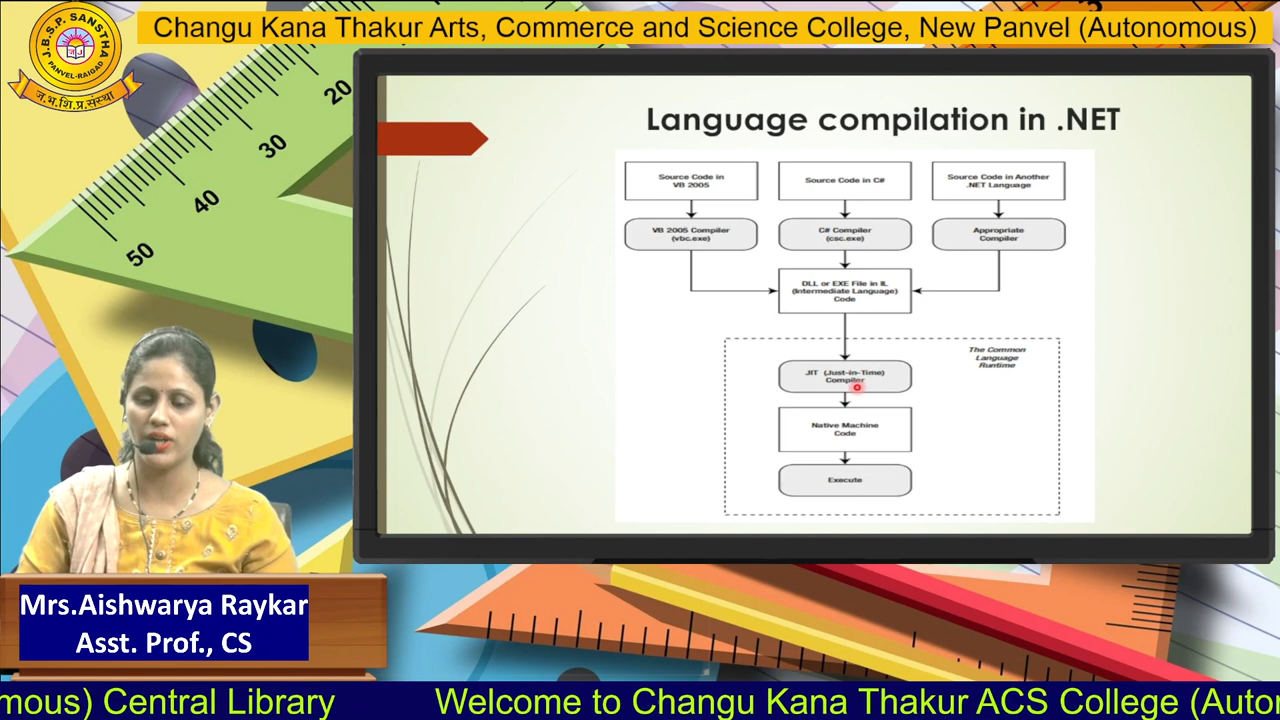 Changu Kana Thakur Arts, Commerce and Science College, New Panvel (Autonomous)
J.B.S.P. SANSTHA
PANVEL-RAIGAD
ज.भ.शि.प्र.संस्था
20
30
40
50
Language compilation in .NET
Source Code in
VB 2005
Source Code in C#
Source Code in Another
.NET Language
VB 2005 Compiler
(vbc.exe)
C# Compiler
(csc.exe)
Appropriate
Compiler
DLL or EXE File in IL
(Intermediate Language)
Code
The Common
Language
Runtime
JIT (Just-in-Time)
Compiler
Native Machine
Code
Execute
Mrs.Aishwarya Raykar
Asst. Prof., CS
mous) Central Library Welcome to Changu Kana Thakur ACS College (Auto